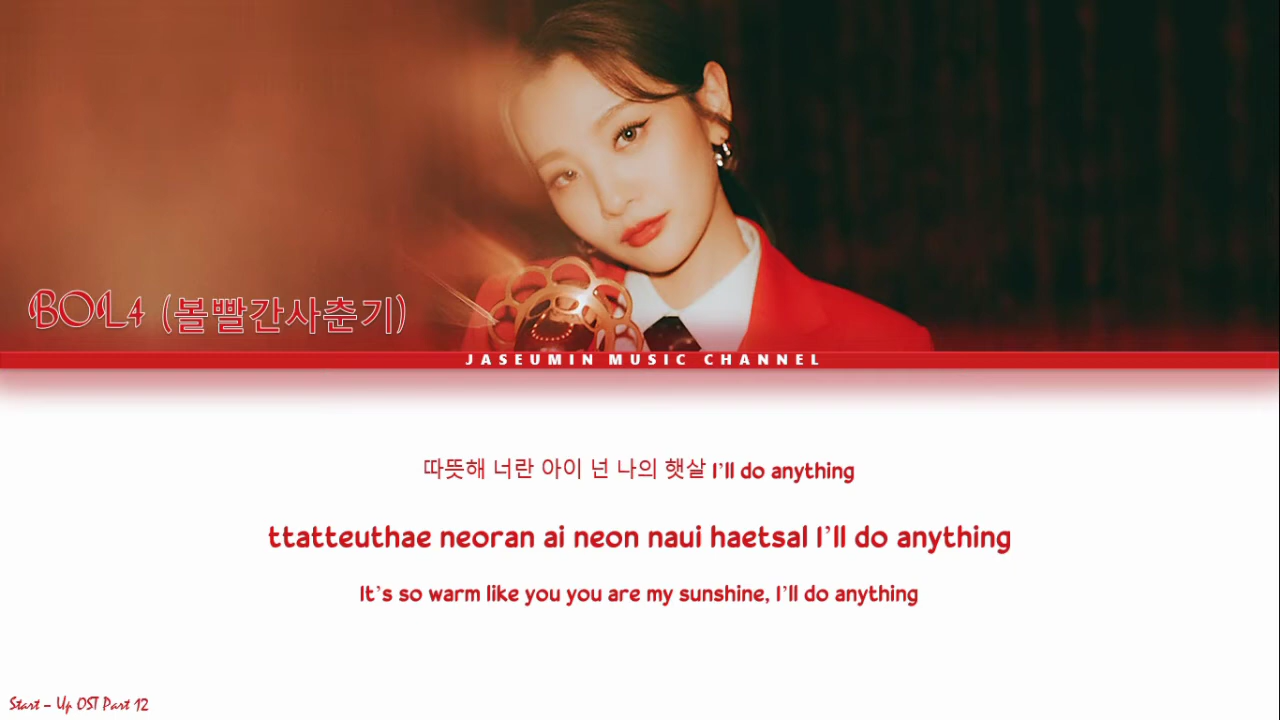 BOL4 (볼빨간사춘기)
JASEUMIN MUSIC CHANNEL
따뜻해 너란 아이 넌 나의 햇살 I'll do anything
ttatteuthae neoran ai neon naui haetsal I'll do anything
It's so warm like you you are my sunshine, I'll do anything
Start – Up OST Part 12